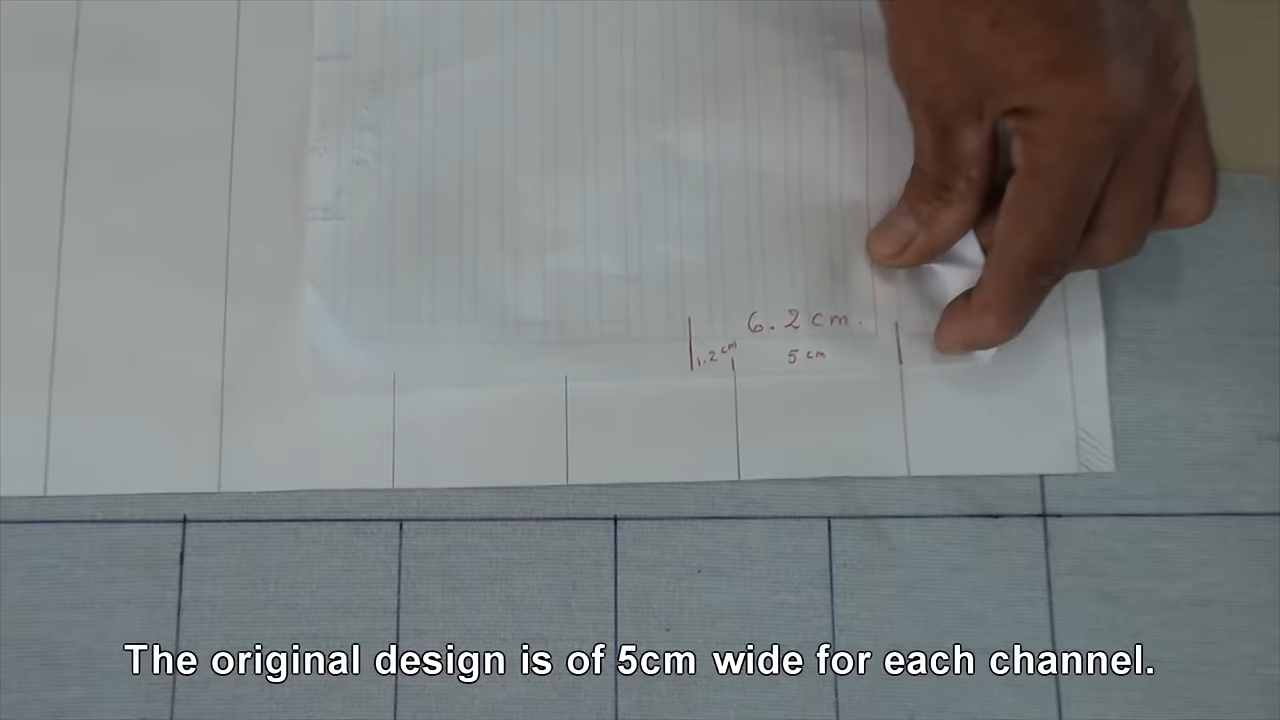 6.2 cm.
1.2 cm
5 cm
The original design is of 5cm wide for each channel.